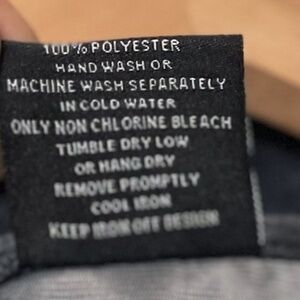 100% POLYESTER
HAND WASH OR
MACHINE WASH SEPARATELY
IN COLD WATER
ONLY NON CHLORINE BLEACH
TUMBLE DRY LOW
OR HANG DRY
REMOVE PROMPTLY
COOL IRON
KEEP IRON OFF DESIGN